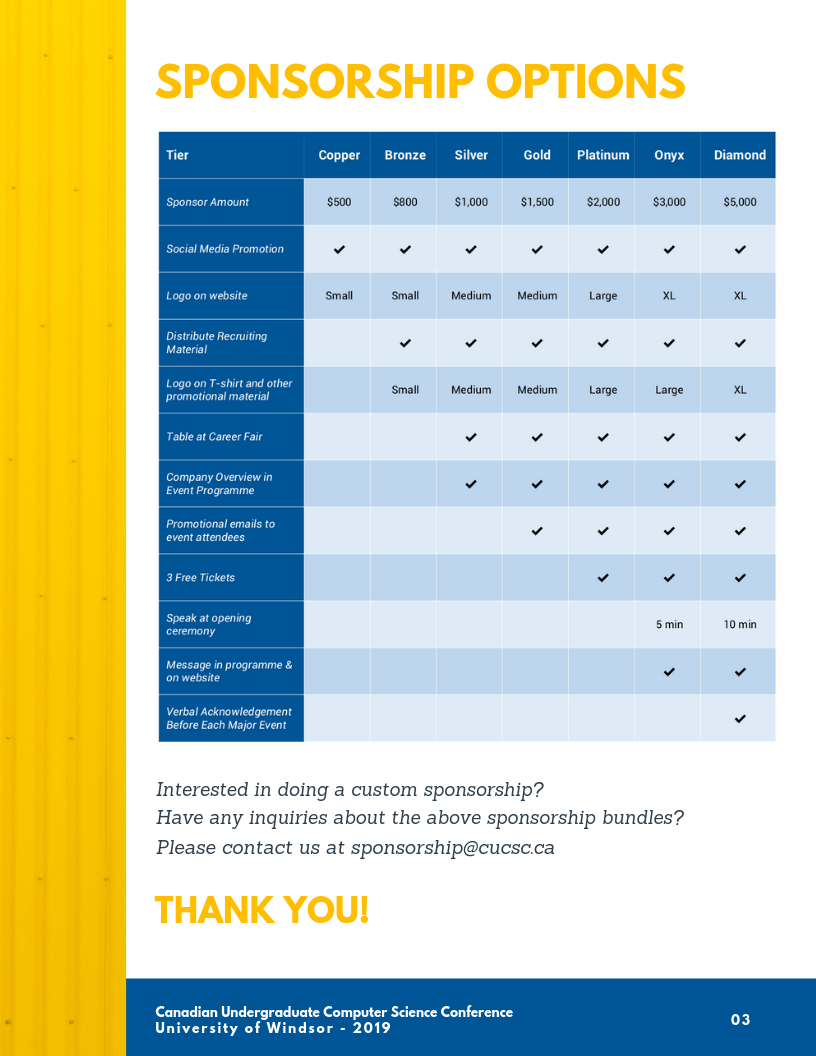 SPONSORSHIP OPTIONS
Tier Copper Bronze Silver Gold Platinum Onyx Diamond
Sponsor Amount $500 $800 $1,000 $1,500 $2,000 $3,000 $5,000
Social Media Promotion ✓ ✓ ✓ ✓ ✓ ✓ ✓
Logo on website Small Small Medium Medium Large XL XL
Distribute Recruiting
Material ✓ ✓ ✓ ✓ ✓ ✓
Logo on T-shirt and other
promotional material Small Medium Medium Large Large XL
Table at Career Fair ✓ ✓ ✓ ✓ ✓
Company Overview in
Event Programme ✓ ✓ ✓ ✓ ✓
Promotional emails to
event attendees ✓ ✓ ✓ ✓
3 Free Tickets ✓ ✓ ✓
Speak at opening
ceremony 5 min 10 min
Message in programme &
on website ✓ ✓
Verbal Acknowledgement
Before Each Major Event ✓
Interested in doing a custom sponsorship?
Have any inquiries about the above sponsorship bundles?
Please contact us at sponsorship@cucsc.ca
THANK YOU!
Canadian Undergraduate Computer Science Conference
University of Windsor - 2019
03